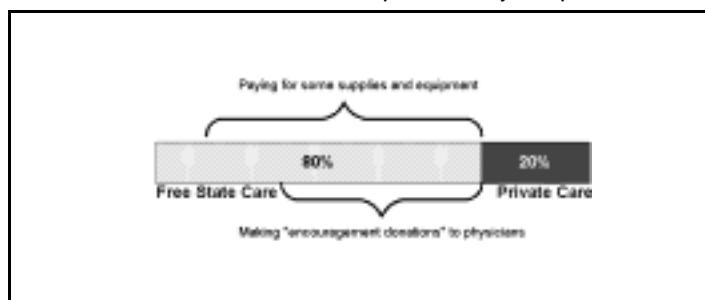 Paying for some supplies and equipment
80% 20%
Free State Care Private Care
Making "encouragement donations" to physicians